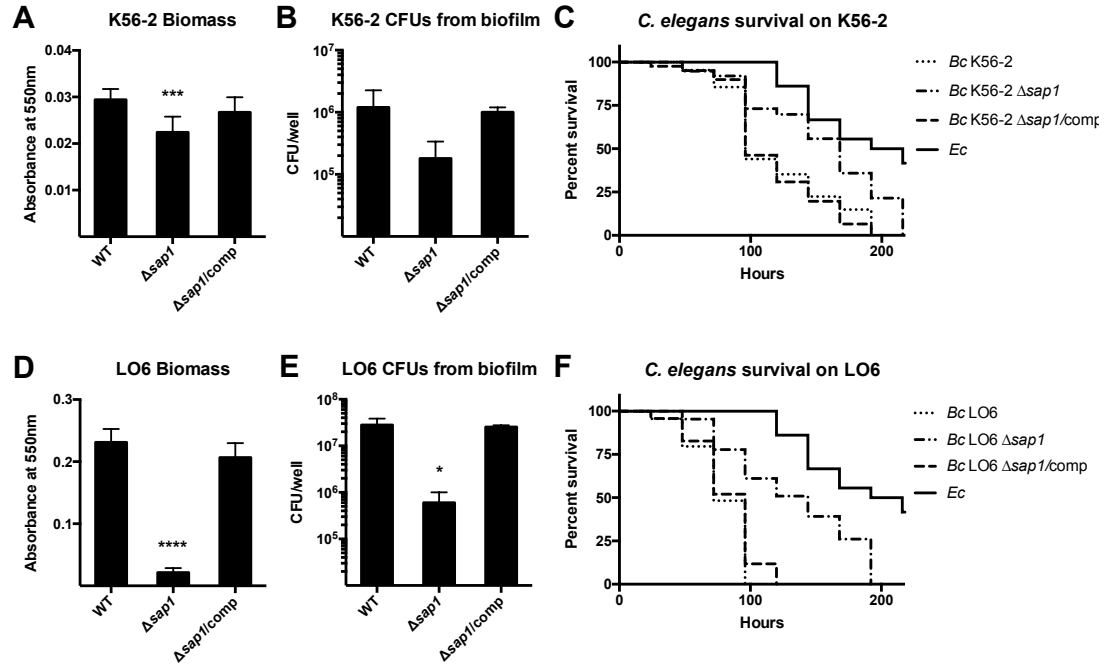 A
K56-2 Biomass
Absorbance at 550nm
0.04
0.03
0.02
0.01
***
WT
Δsap1
Δsap1/comp
B
K56-2 CFUs from biofilm
CFU/well
10⁷
10⁶
10⁵
WT
Δsap1
Δsap1/comp
C
C. elegans survival on K56-2
Percent survival
100
75
50
25
0
0
100
200
Hours
Bc K56-2
Bc K56-2 Δsap1
Bc K56-2 Δsap1/comp
Ec
D
LO6 Biomass
Absorbance at 550nm
0.3
0.2
0.1
****
WT
Δsap1
Δsap1/comp
E
LO6 CFUs from biofilm
CFU/well
10⁸
10⁷
10⁶
10⁵
*
WT
Δsap1
Δsap1/comp
F
C. elegans survival on LO6
Percent survival
100
75
50
25
0
0
100
200
Hours
Bc LO6
Bc LO6 Δsap1
Bc LO6 Δsap1/comp
Ec